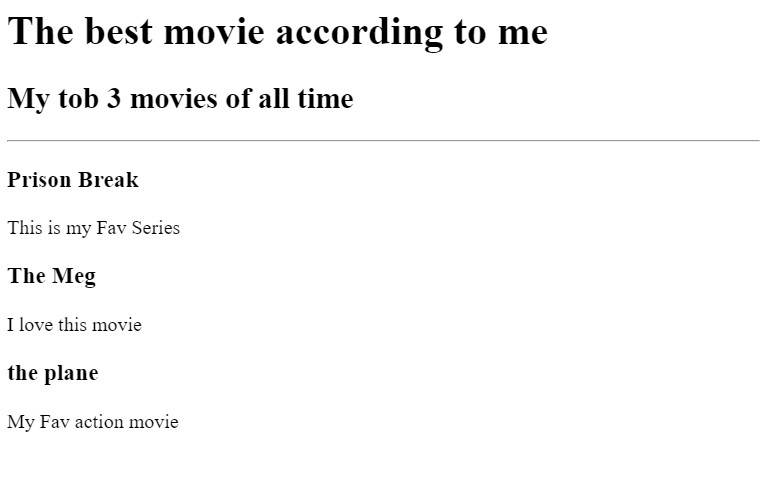 The best movie according to me
My tob 3 movies of all time
Prison Break
This is my Fav Series
The Meg
I love this movie
the plane
My Fav action movie